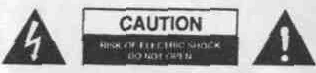 CAUTION
RISK OF ELECTRIC SHOCK
DO NOT OPEN